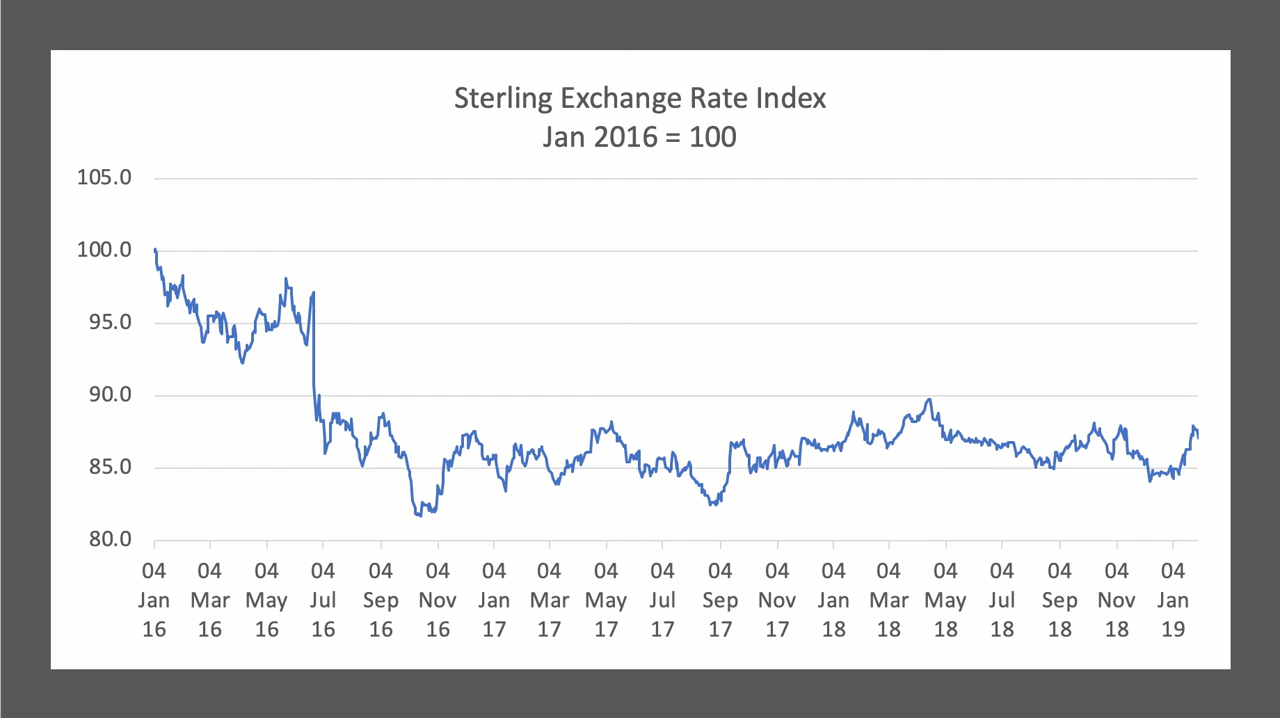 Sterling Exchange Rate Index
Jan 2016 = 100
105.0
100.0
95.0
90.0
85.0
80.0
04 04 04 04 04 04 04 04 04 04 04 04 04 04 04 04 04 04 04
Jan Mar May Jul Sep Nov Jan Mar May Jul Sep Nov Jan Mar May Jul Sep Nov Jan
16 16 16 16 16 16 17 17 17 17 17 17 18 18 18 18 18 18 19